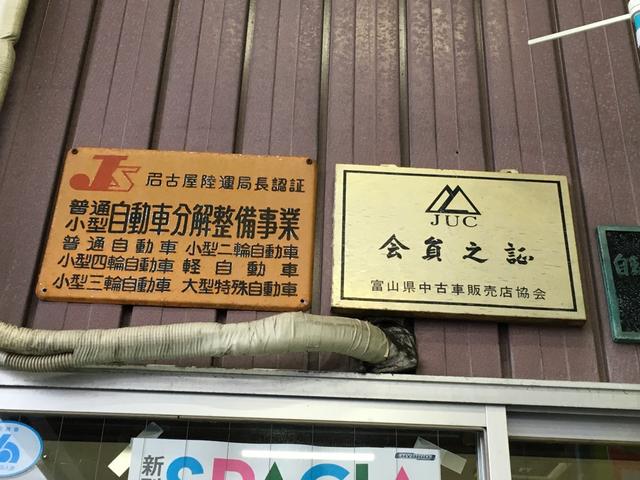 JS 名古屋陸運局長認証
普通
小型 自動車分解整備事業
普通自動車 小型二輪自動車
小型四輪自動車 軽自動車
小型三輪自動車 大型特殊自動車
JUC
会員之証
富山県中古車販売店協会
自
新型 SPACIA